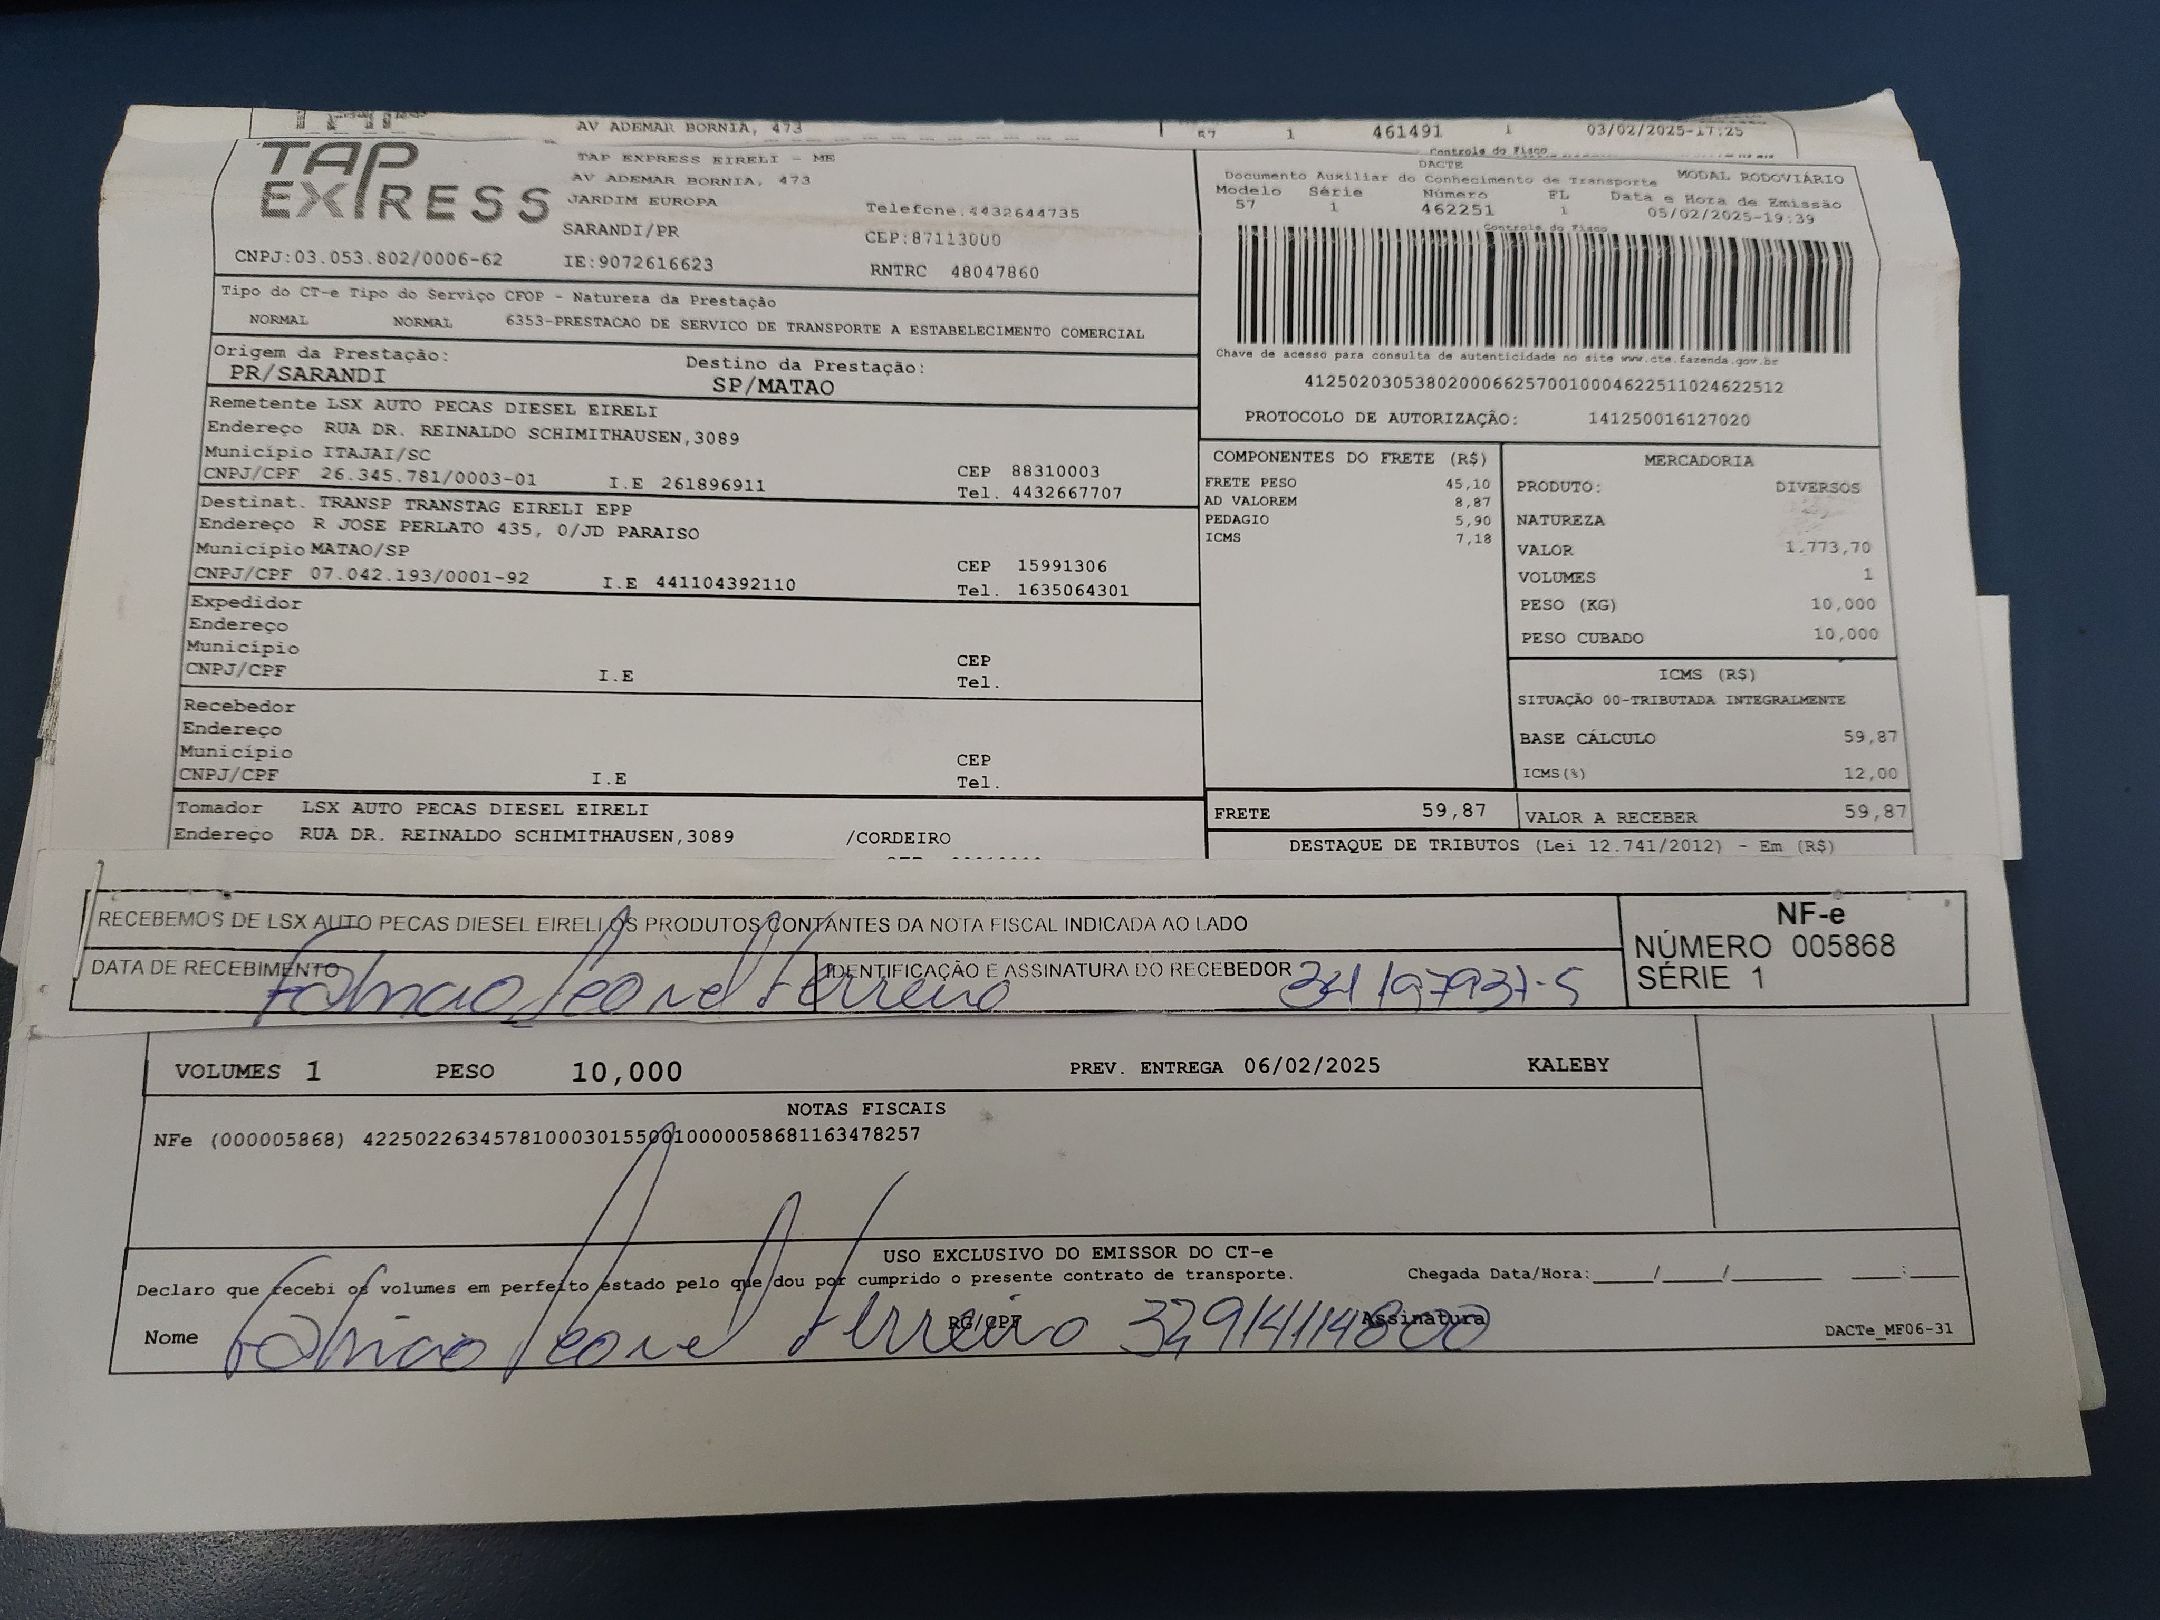 AV ADEMAR BORNIA, 473
57 1 461491 1 03/02/2025-17:25
Controle do Fisco
TAP EXPRESS
TAP EXPRESS EIRELI - ME
AV ADEMAR BORNIA, 473
JARDIM EUROPA Telefone.4432644735
SARANDI/PR CEP:87113000
CNPJ:03.053.802/0006-62 IE:9072616623 RNTRC 48047860
DACTE
Documento Auxiliar do Conhecimento de Transporte MODAL RODOVIÁRIO
Modelo Série Número FL Data e Hora de Emissão
57 1 462251 1 05/02/2025-19:39
Controle do Fisco
Chave de acesso para consulta de autenticidade no site www.cte.fazenda.gov.br
41250203053802000662570010004622511024622512
PROTOCOLO DE AUTORIZAÇÃO: 141250016127020
Tipo do CT-e Tipo do Serviço CFOP - Natureza da Prestação
NORMAL NORMAL 6353-PRESTACAO DE SERVICO DE TRANSPORTE A ESTABELECIMENTO COMERCIAL
Origem da Prestação: Destino da Prestação:
PR/SARANDI SP/MATAO
Remetente LSX AUTO PECAS DIESEL EIRELI
Endereço RUA DR. REINALDO SCHIMITHAUSEN,3089
Município ITAJAI/SC CEP 88310003
CNPJ/CPF 26.345.781/0003-01 I.E 261896911 Tel. 4432667707
Destinat. TRANSP TRANSTAG EIRELI EPP
Endereço R JOSE PERLATO 435, 0/JD PARAISO
Município MATAO/SP CEP 15991306
CNPJ/CPF 07.042.193/0001-92 I.E 441104392110 Tel. 1635064301
Expedidor
Endereço
Município CEP
CNPJ/CPF I.E Tel.
Recebedor
Endereço
Município CEP
CNPJ/CPF I.E Tel.
Tomador LSX AUTO PECAS DIESEL EIRELI
Endereço RUA DR. REINALDO SCHIMITHAUSEN,3089 /CORDEIRO
COMPONENTES DO FRETE (R$)
FRETE PESO 45,10
AD VALOREM 8,87
PEDAGIO 5,90
ICMS 7,18
MERCADORIA
PRODUTO: DIVERSOS
NATUREZA
VALOR 1.773,70
VOLUMES 1
PESO (KG) 10,000
PESO CUBADO 10,000
ICMS (R$)
SITUAÇÃO 00-TRIBUTADA INTEGRALMENTE
BASE CÁLCULO 59,87
ICMS(%) 12,00
FRETE 59,87 VALOR A RECEBER 59,87
DESTAQUE DE TRIBUTOS (Lei 12.741/2012) - Em (R$)
RECEBEMOS DE LSX AUTO PECAS DIESEL EIRELI OS PRODUTOS CONTANTES DA NOTA FISCAL INDICADA AO LADO
DATA DE RECEBIMENTO IDENTIFICAÇÃO E ASSINATURA DO RECEBEDOR
NF-e
NÚMERO 005868
SÉRIE 1
VOLUMES 1 PESO 10,000 PREV. ENTREGA 06/02/2025 KALEBY
NOTAS FISCAIS
NFe (000005868) 42250226345781000301550010000058681163478257
USO EXCLUSIVO DO EMISSOR DO CT-e
Declaro que recebi os volumes em perfeito estado pelo que dou por cumprido o presente contrato de transporte. Chegada Data/Hora:____/____/______ ___:___
Nome RG/CPF 32914114800 Assinatura
DACTe_MF06-31